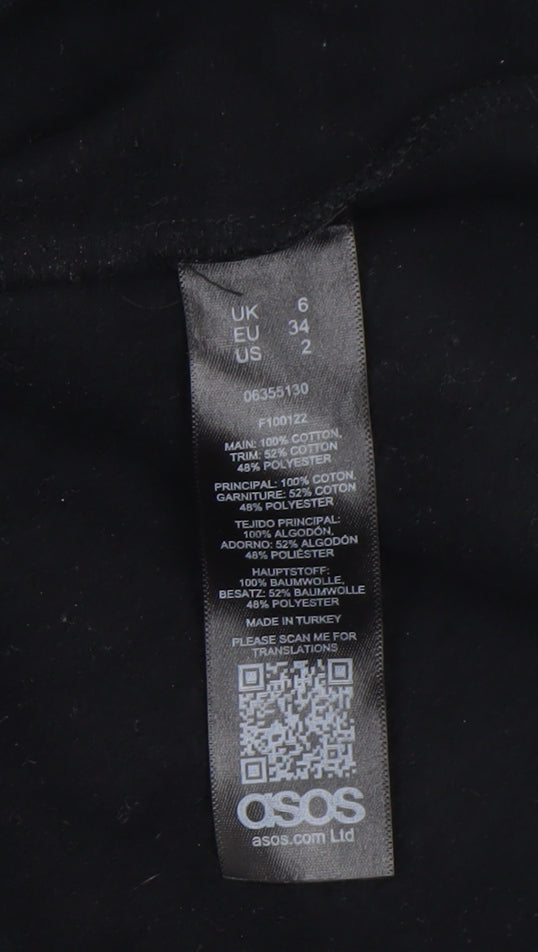 UK 6
EU 34
US 2
06355130
F100122
MAIN: 100% COTTON,
TRIM: 52% COTTON
48% POLYESTER
PRINCIPAL: 100% COTON,
GARNITURE: 52% COTON
48% POLYESTER
TEJIDO PRINCIPAL:
100% ALGODÓN,
ADORNO: 52% ALGODÓN
48% POLIÉSTER
HAUPTSTOFF:
100% BAUMWOLLE,
BESATZ: 52% BAUMWOLLE
48% POLYESTER
MADE IN TURKEY
PLEASE SCAN ME FOR
TRANSLATIONS
asos
asos.com Ltd